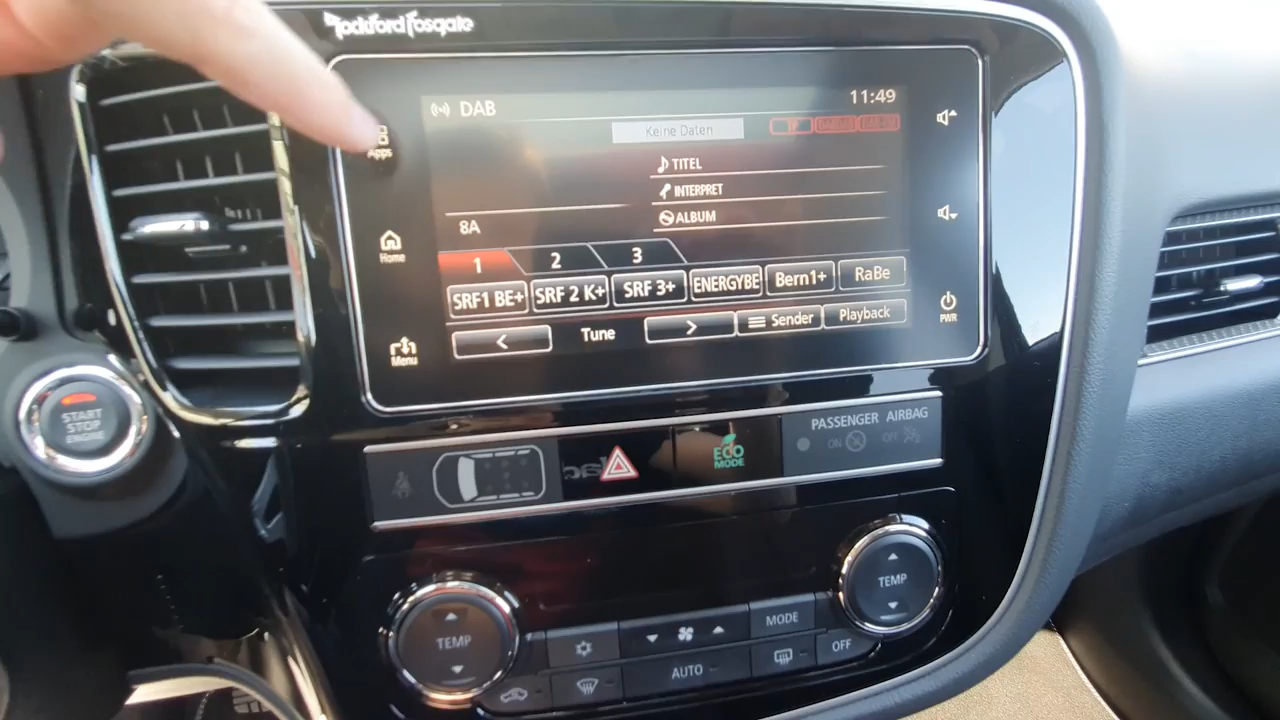 Rockford Fosgate
DAB
11:49
Keine Daten
TP
Apps
TITEL
INTERPRET
ALBUM
8A
Home
1 2 3
SRF1 BE+ SRF 2 K+ SRF 3+ ENERGYBE Bern1+ RaBe
Tune Sender Playback
PWR
Menu
START
STOP
ENGINE
PASSENGER AIRBAG
ON OFF
ECO
MODE
TEMP
TEMP
MODE
AUTO
OFF